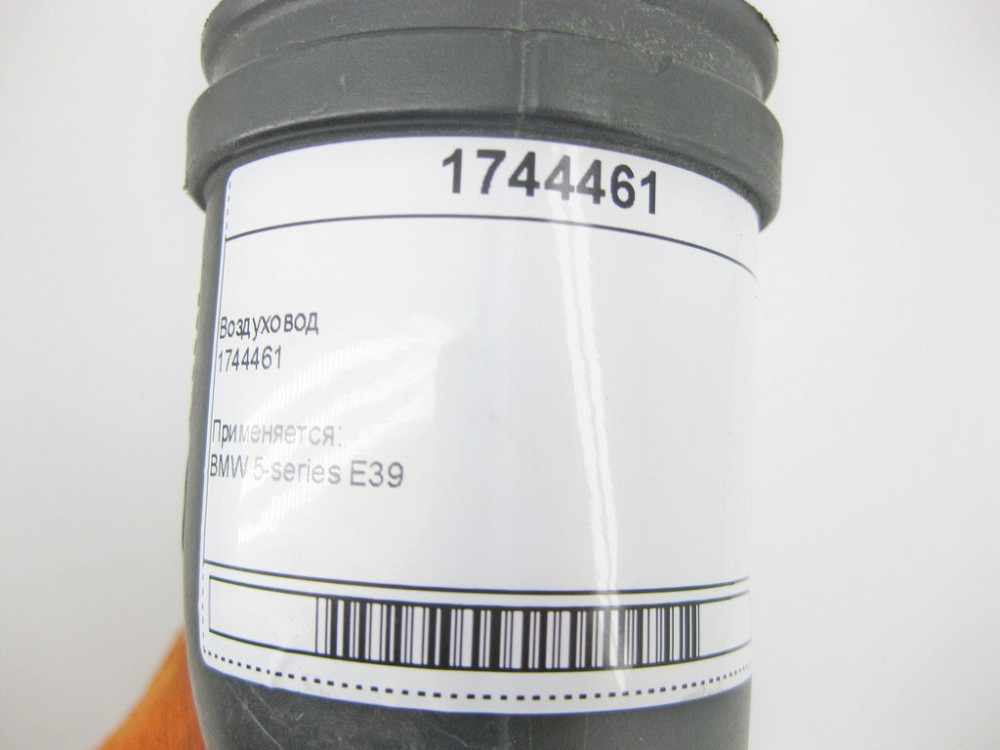 1744461
Воздуховод
1744461
Применяется:
BMW 5-series E39